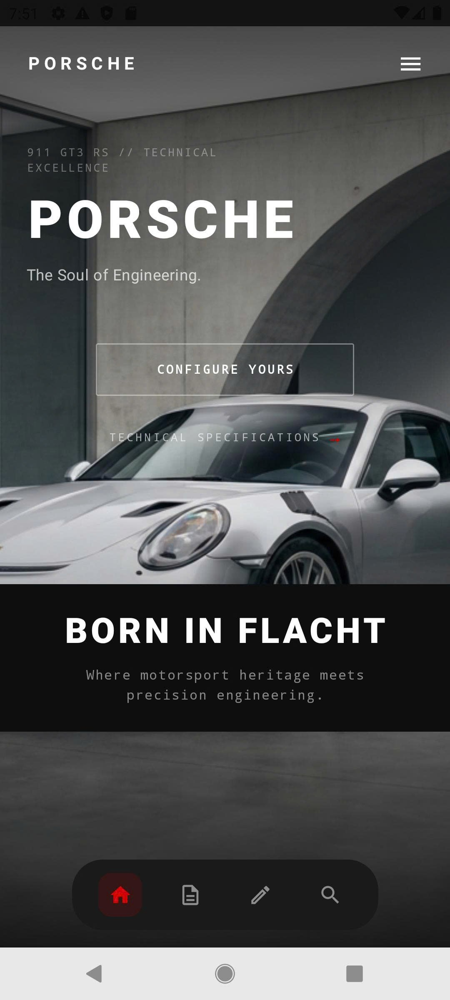 7:51
PORSCHE
911 GT3 RS // TECHNICAL
EXCELLENCE
PORSCHE
The Soul of Engineering.
CONFIGURE YOURS
TECHNICAL SPECIFICATIONS →
BORN IN FLACHT
Where motorsport heritage meets
precision engineering.